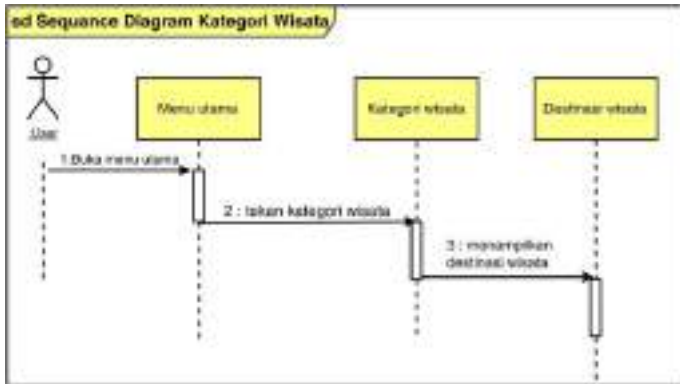 sd Sequance Diagram Kategori Wisata
User
Menu utama
Kategori wisata
Destinasi wisata
1.Buka menu utama
2 : tekan kategori wisata
3 : menampilkan
destinasi wisata